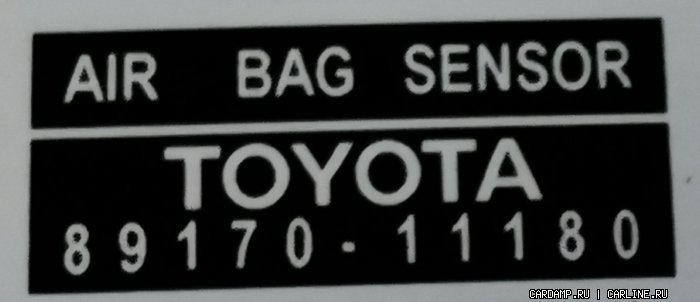 AIR BAG SENSOR
TOYOTA
89170-11180
CARDAMP.RU | CARLINE.RU